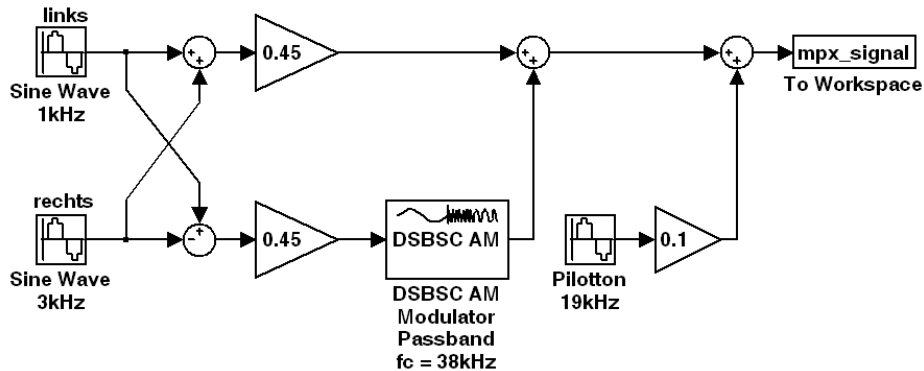 links
Sine Wave
1kHz
0.45
mpx_signal
To Workspace
rechts
Sine Wave
3kHz
0.45
DSBSC AM
DSBSC AM
Modulator
Passband
fc = 38kHz
Pilotton
19kHz
0.1